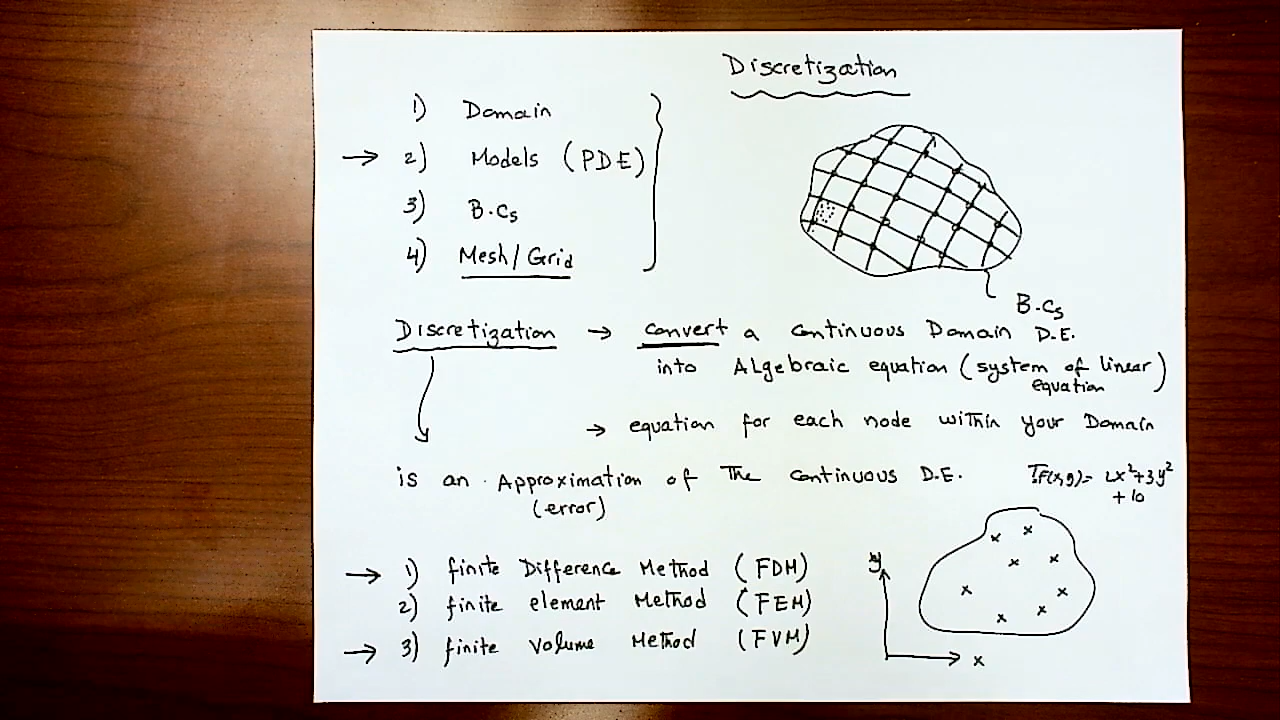 Discretization
1) Domain
→ 2) Models (PDE)
3) B.Cs
4) Mesh/Grid
B.Cs
Discretization → convert a continuous Domain D.E.
into Algebraic equation (system of linear
equation)
→ equation for each node within your Domain
is an Approximation of The continuous D.E.
(error)
= 2x²+3y²
+10
→ 1) finite Difference Method (FDM)
2) finite element Method (FEM)
→ 3) finite volume Method (FVM)
y
x